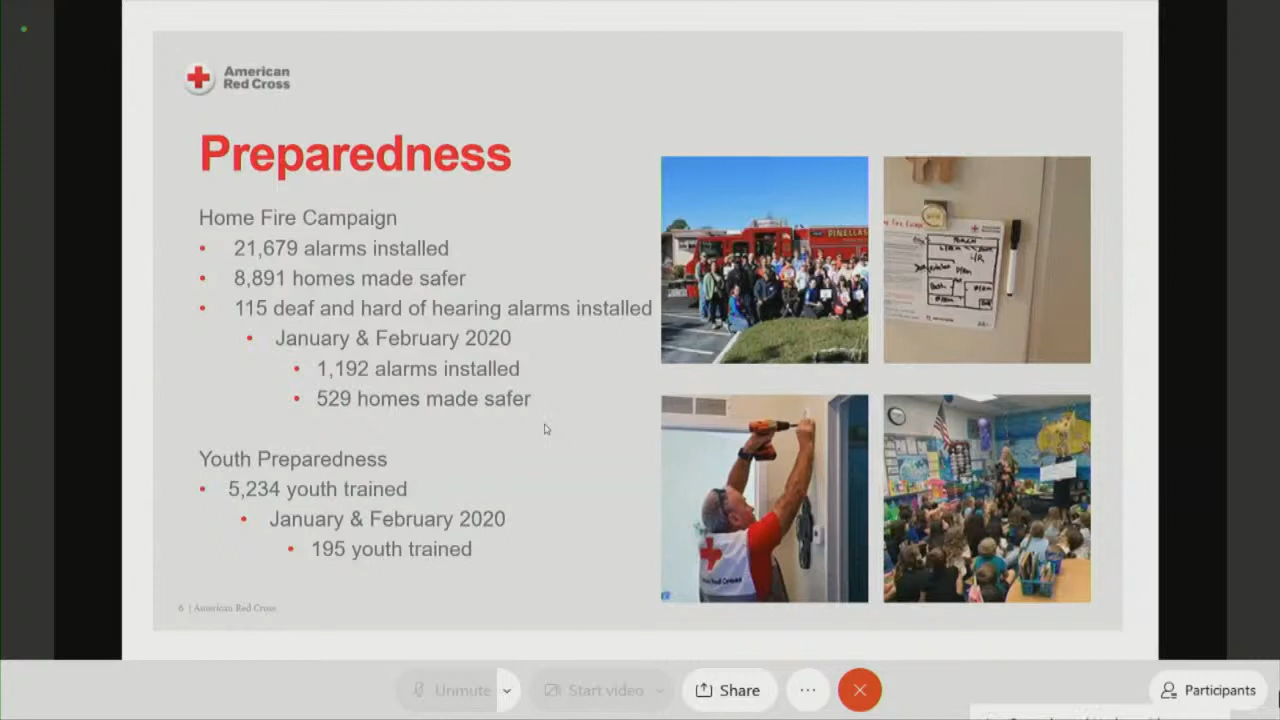 American
Red Cross
Preparedness
Home Fire Campaign
• 21,679 alarms installed
• 8,891 homes made safer
• 115 deaf and hard of hearing alarms installed
• January & February 2020
• 1,192 alarms installed
• 529 homes made safer
Youth Preparedness
• 5,234 youth trained
• January & February 2020
• 195 youth trained
6 | American Red Cross
PINELLAS
Unmute
Start video
Share
Participants